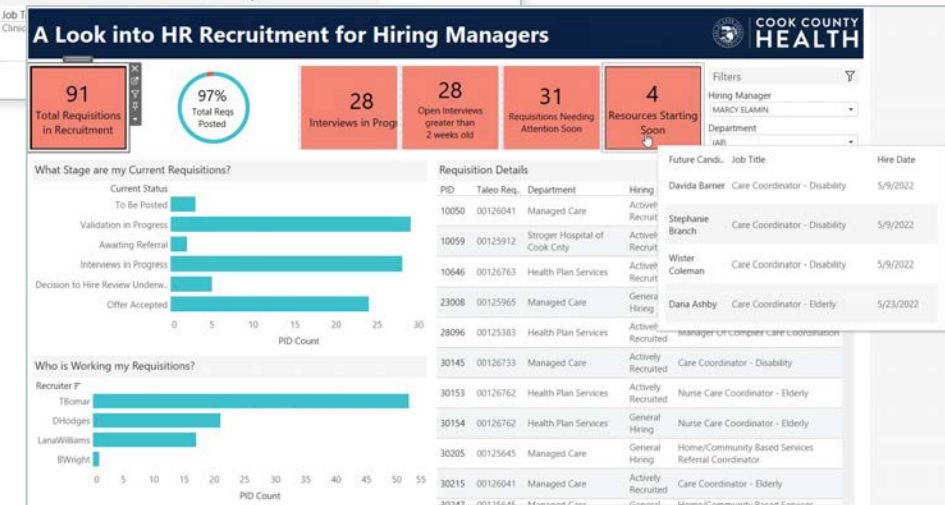 Job T
Clinic
A Look into HR Recruitment for Hiring Managers
COOK COUNTY
HEALTH
91
Total Requisitions
in Recruitment
97%
Total Reqs
Posted
28
Interviews in Prog
28
Open Interviews
greater than
2 weeks old
31
Requisitions Needing
Attention Soon
4
Resources Starting
Soon
Filters
Hiring Manager
MARCY ELAMIN
Department
(All)
Future Candi.. Job Title Hire Date
Davida Barner Care Coordinator - Disability 5/9/2022
Stephanie
Branch Care Coordinator - Disability 5/9/2022
Wister
Coleman Care Coordinator - Disability 5/9/2022
Dana Ashby Care Coordinator - Elderly 5/23/2022
What Stage are my Current Requisitions?
Current Status
To Be Posted
Validation in Progress
Awaiting Referral
Interviews in Progress
Decision to Hire Review Underw..
Offer Accepted
0 5 10 15 20 25 30
PID Count
Who is Working my Requisitions?
Recruiter
TBomar
DHodges
LanaWilliams
BWright
0 5 10 15 20 25 30 35 40 45 50 55
PID Count
Requisition Details
PID Taleo Req.. Department Hiring
10050 00126041 Managed Care Actively
Recruit
10059 00125912 Stroger Hospital of
Cook Cnty Actively
Recruit
10646 00126763 Health Plan Services Actively
Recruit
23008 00125965 Managed Care General
Hiring
28096 00125383 Health Plan Services Actively
Recruited Manager Of Complex Care Coordination
30145 00126733 Managed Care Actively
Recruited Care Coordinator - Disability
30153 00126762 Health Plan Services Actively
Recruited Nurse Care Coordinator - Elderly
30154 00126762 Health Plan Services General
Hiring Nurse Care Coordinator - Elderly
30205 00125645 Managed Care General
Hiring Home/Community Based Services
Referral Coordinator
30215 00126041 Managed Care Actively
Recruited Care Coordinator - Elderly
30247 00125645 Managed Care General Home/Community Based Services